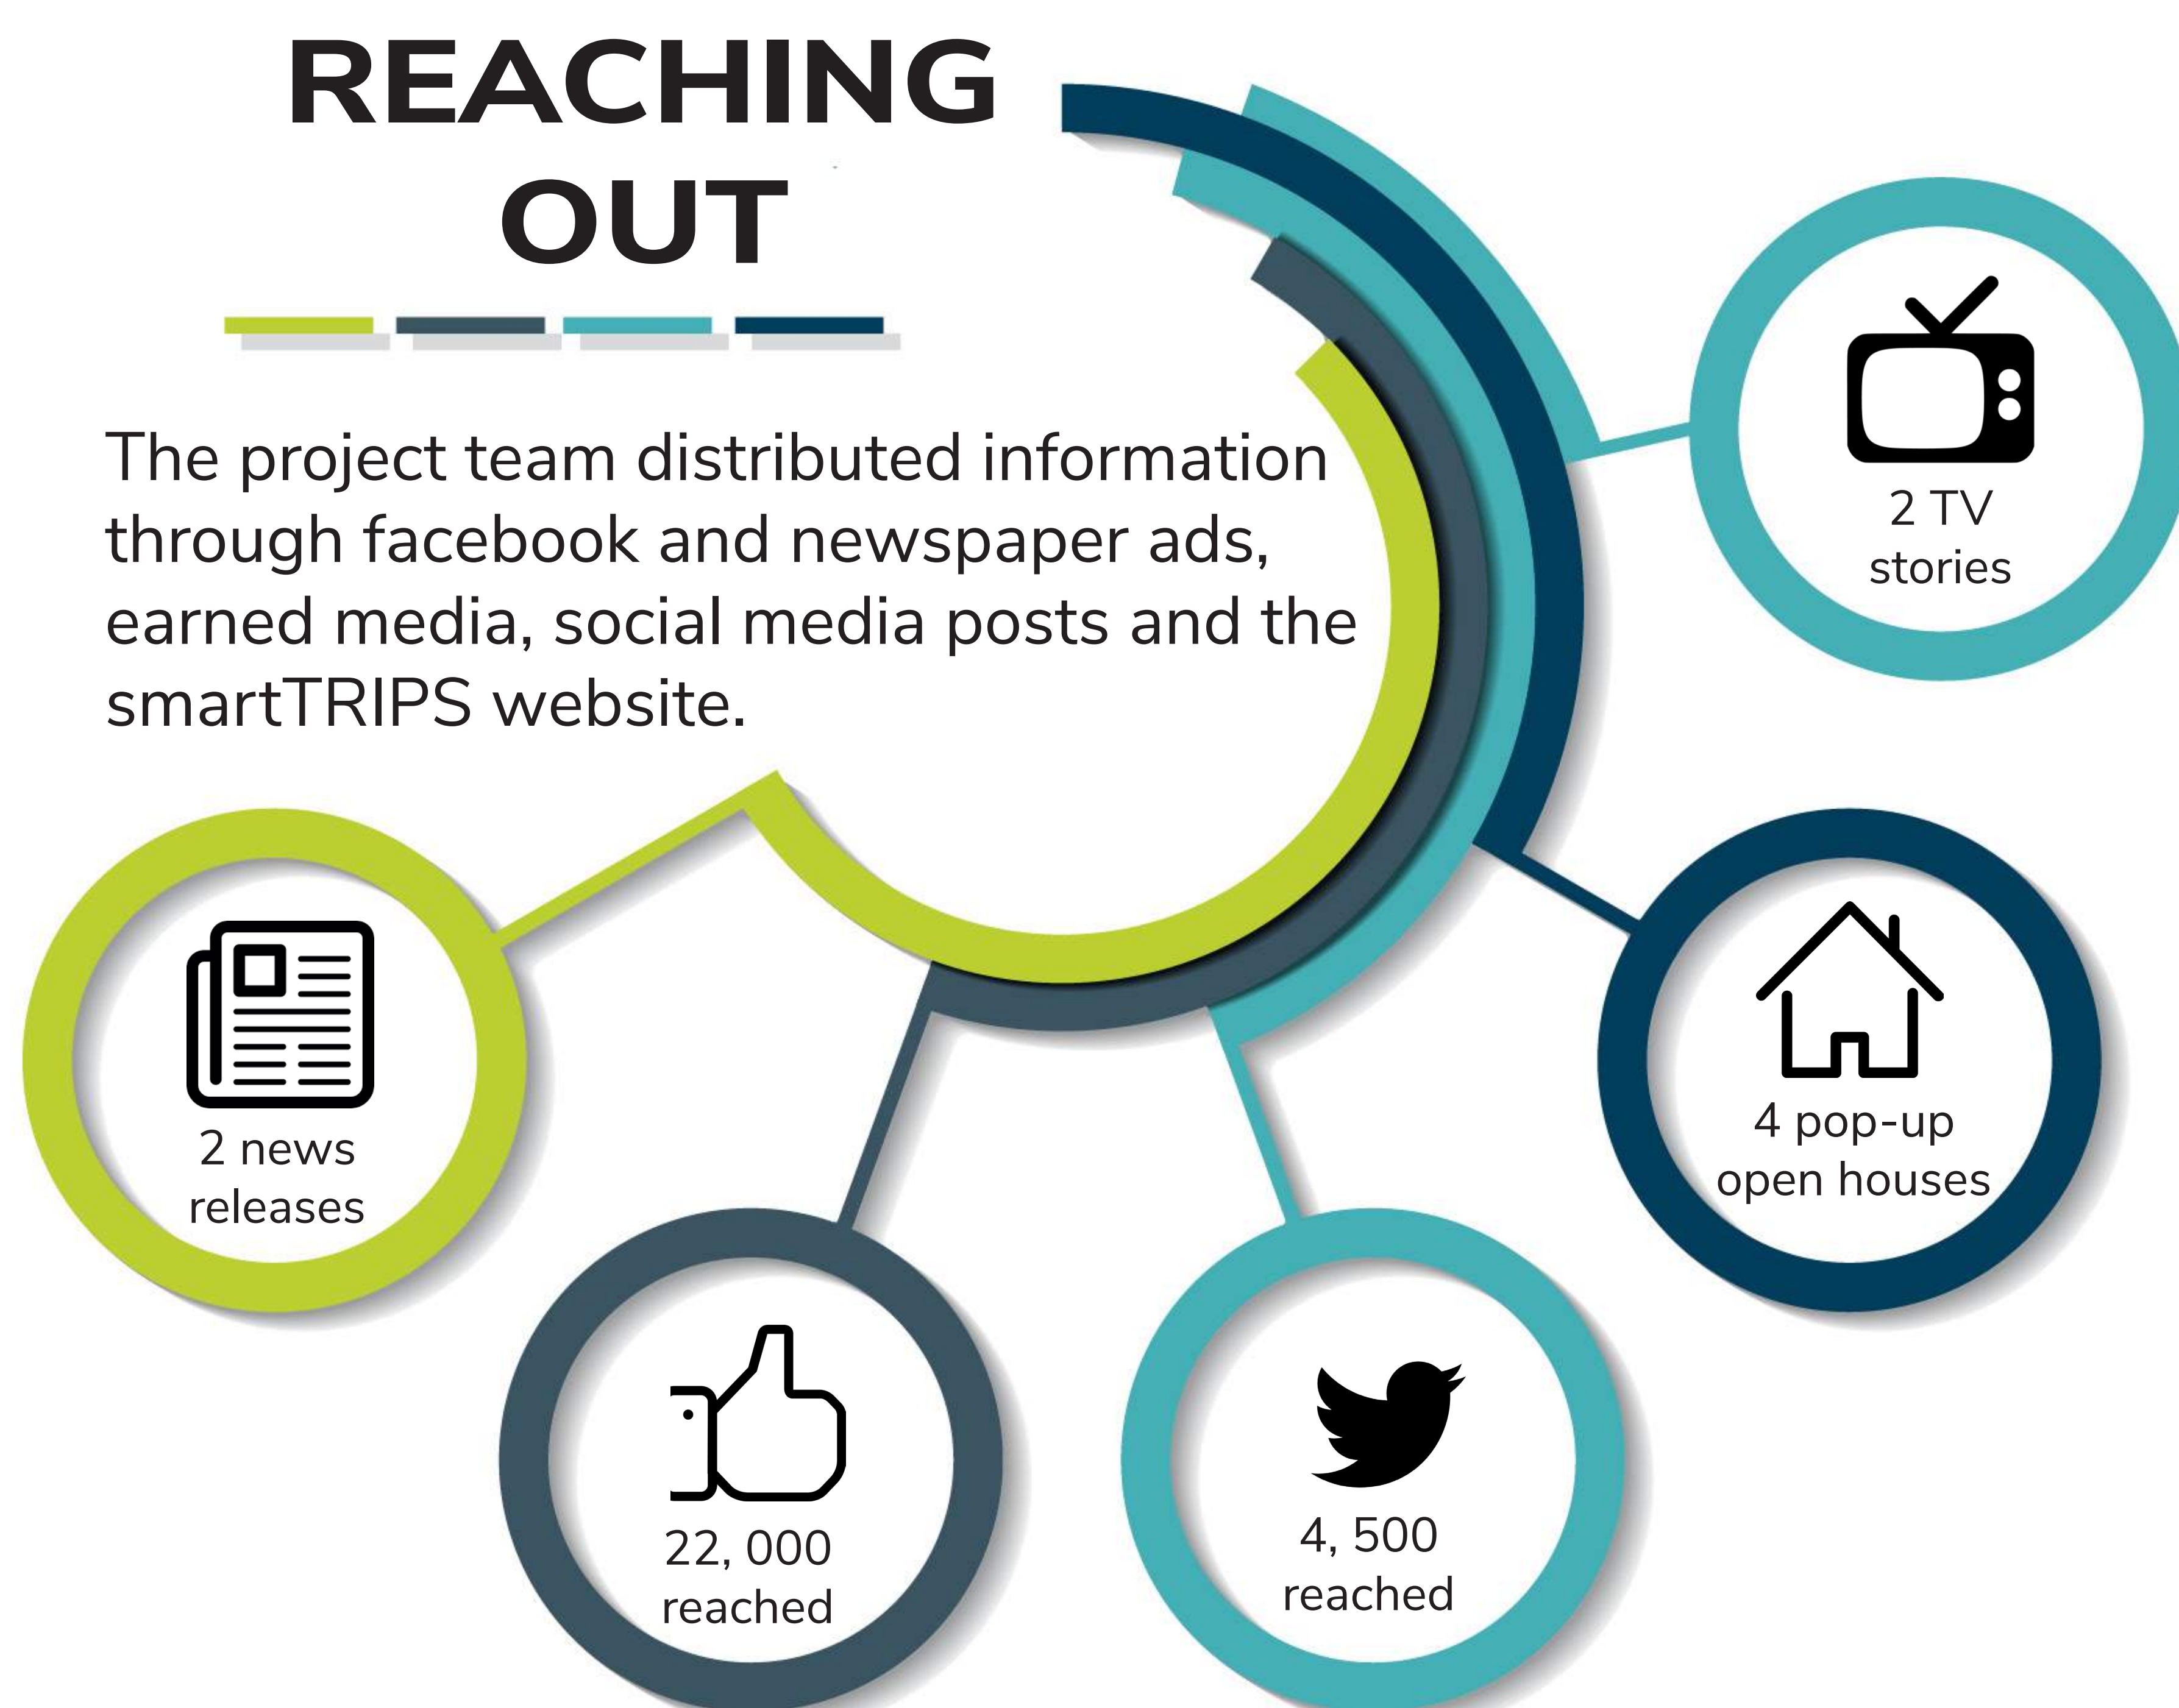 REACHING
OUT
The project team distributed information
through facebook and newspaper ads,
earned media, social media posts and the
smartTRIPS website.
2 TV
stories
4 pop-up
open houses
2 news
releases
22, 000
reached
4, 500
reached